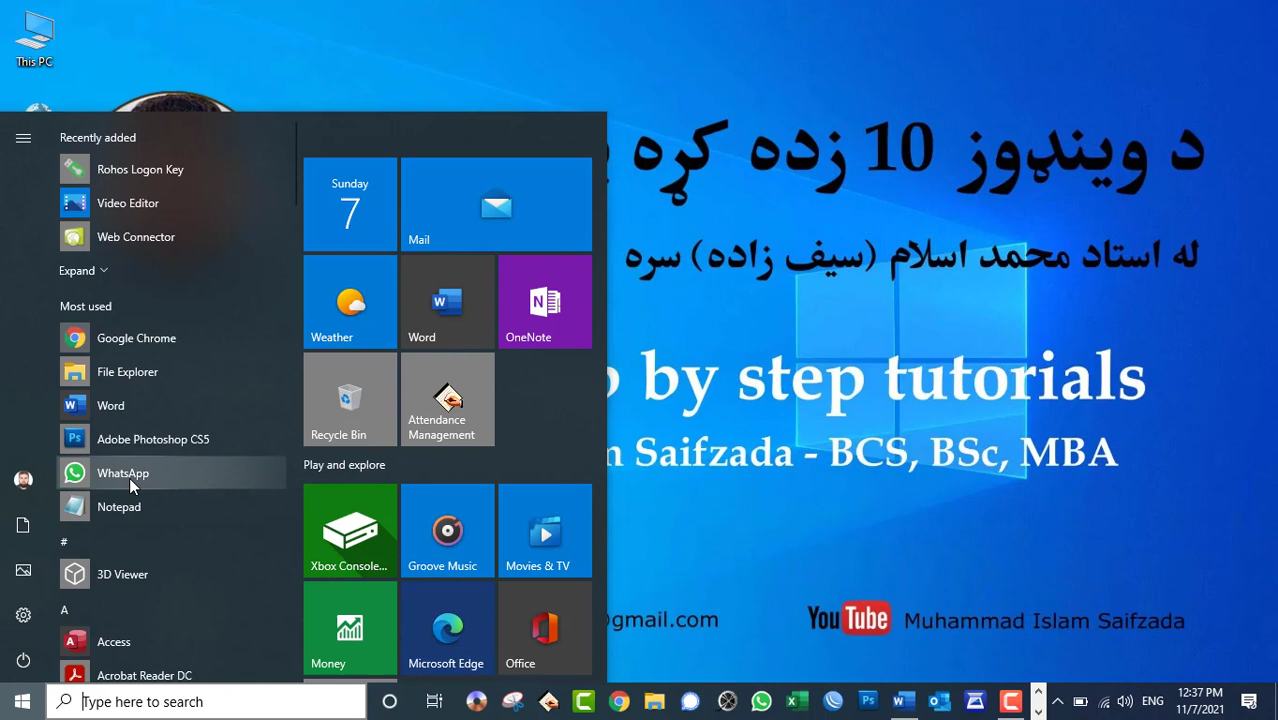 This PC
Recently added
Rohos Logon Key
Video Editor
Web Connector
Expand
Most used
Google Chrome
File Explorer
Word
Adobe Photoshop CS5
WhatsApp
Notepad
#
3D Viewer
A
Access
Acrobat Reader DC
Sunday
7
Mail
Weather
Word
OneNote
Recycle Bin
Attendance
Management
Play and explore
Xbox Console...
Groove Music
Movies & TV
Money
Microsoft Edge
Office
د وینډوز 10 زده کړه
له استاد محمد اسلام (سیف زاده) سره
by step tutorials
Saifzada - BCS, BSc, MBA
@gmail.com
YouTube Muhammad Islam Saifzada
Type here to search
ENG
12:37 PM
11/7/2021